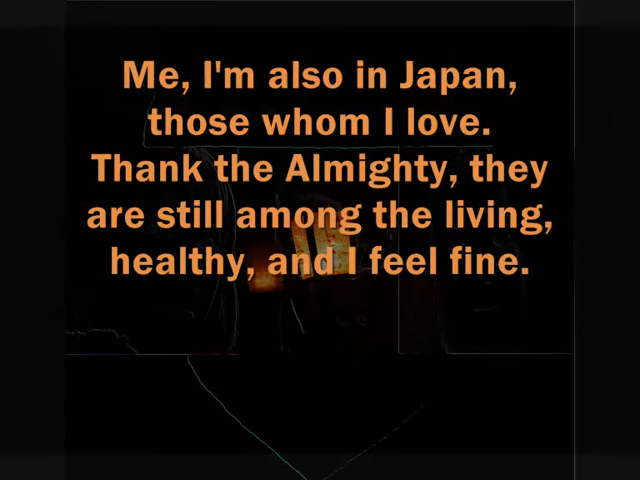 Me, I'm also in Japan,
those whom I love.
Thank the Almighty, they
are still among the living,
healthy, and I feel fine.